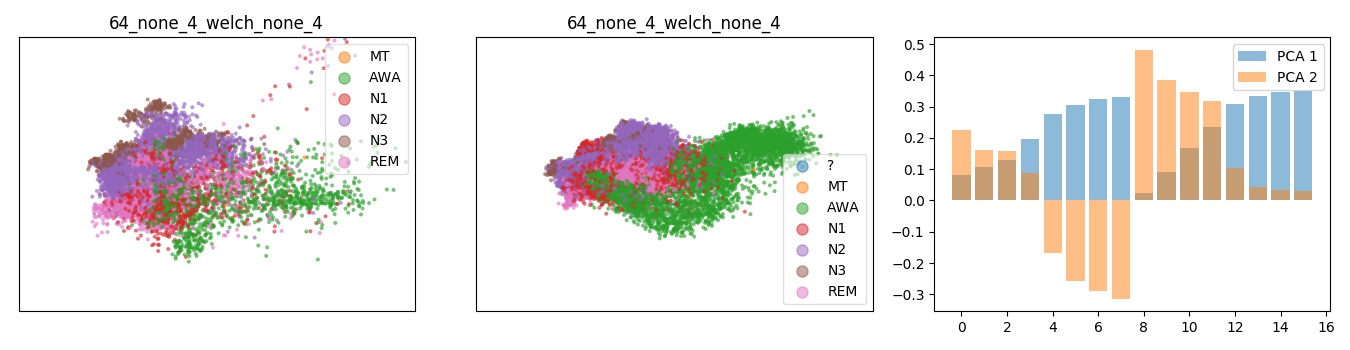 64_none_4_welch_none_4
MT
AWA
N1
N2
N3
REM
64_none_4_welch_none_4
?
MT
AWA
N1
N2
N3
REM
PCA 1
PCA 2
0.5
0.4
0.3
0.2
0.1
0.0
−0.1
−0.2
−0.3
0 2 4 6 8 10 12 14 16